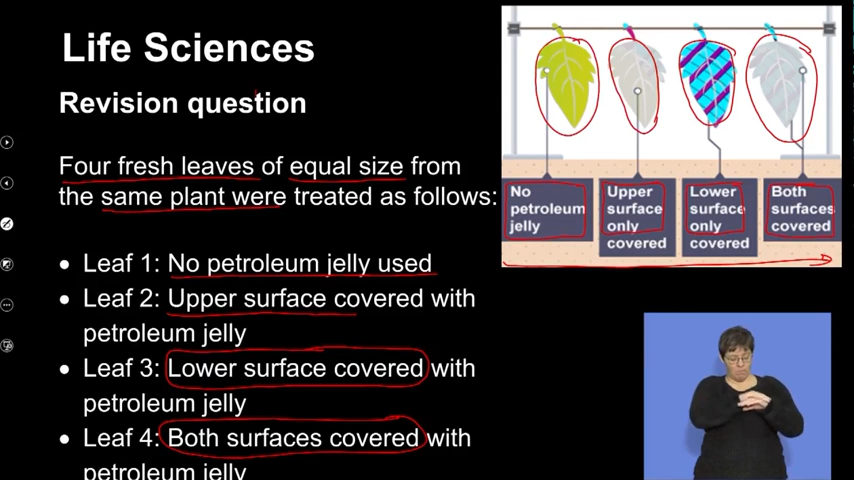 Life Sciences
Revision question
Four fresh leaves of equal size from
the same plant were treated as follows:
• Leaf 1: No petroleum jelly used
• Leaf 2: Upper surface covered with
petroleum jelly
• Leaf 3: Lower surface covered with
petroleum jelly
• Leaf 4: Both surfaces covered with
petroleum jelly
No
petroleum
jelly
Upper
surface
only
covered
Lower
surface
only
covered
Both
surfaces
covered